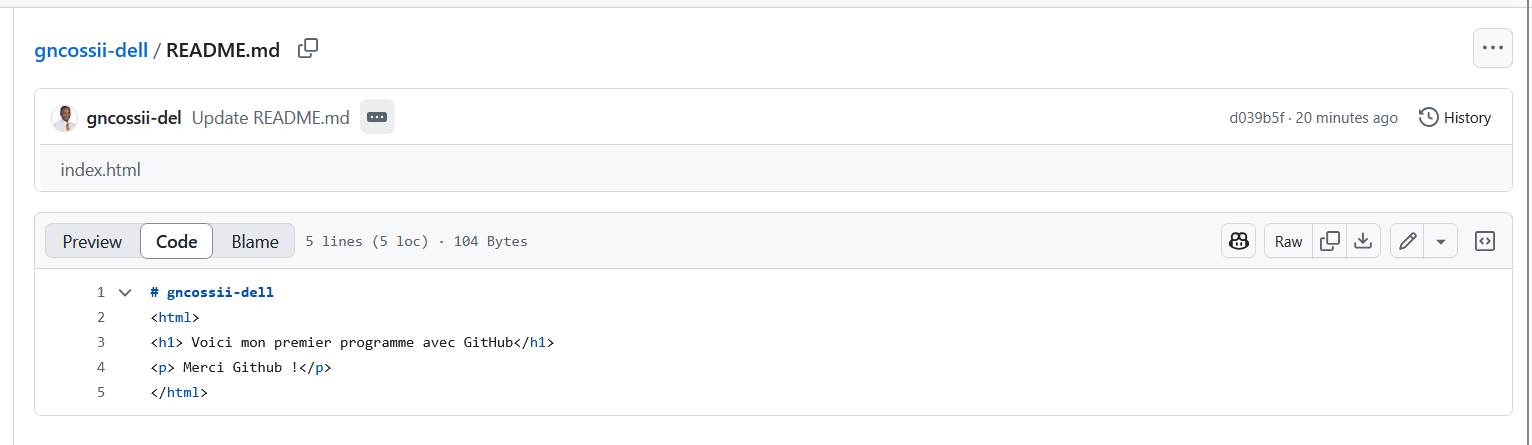 gncossii-dell / README.md
gncossii-del Update README.md d039b5f · 20 minutes ago History
index.html
Preview Code Blame 5 lines (5 loc) · 104 Bytes Raw
1 # gncossii-dell
2 <html>
3 <h1> Voici mon premier programme avec GitHub</h1>
4 <p> Merci Github !</p>
5 </html>